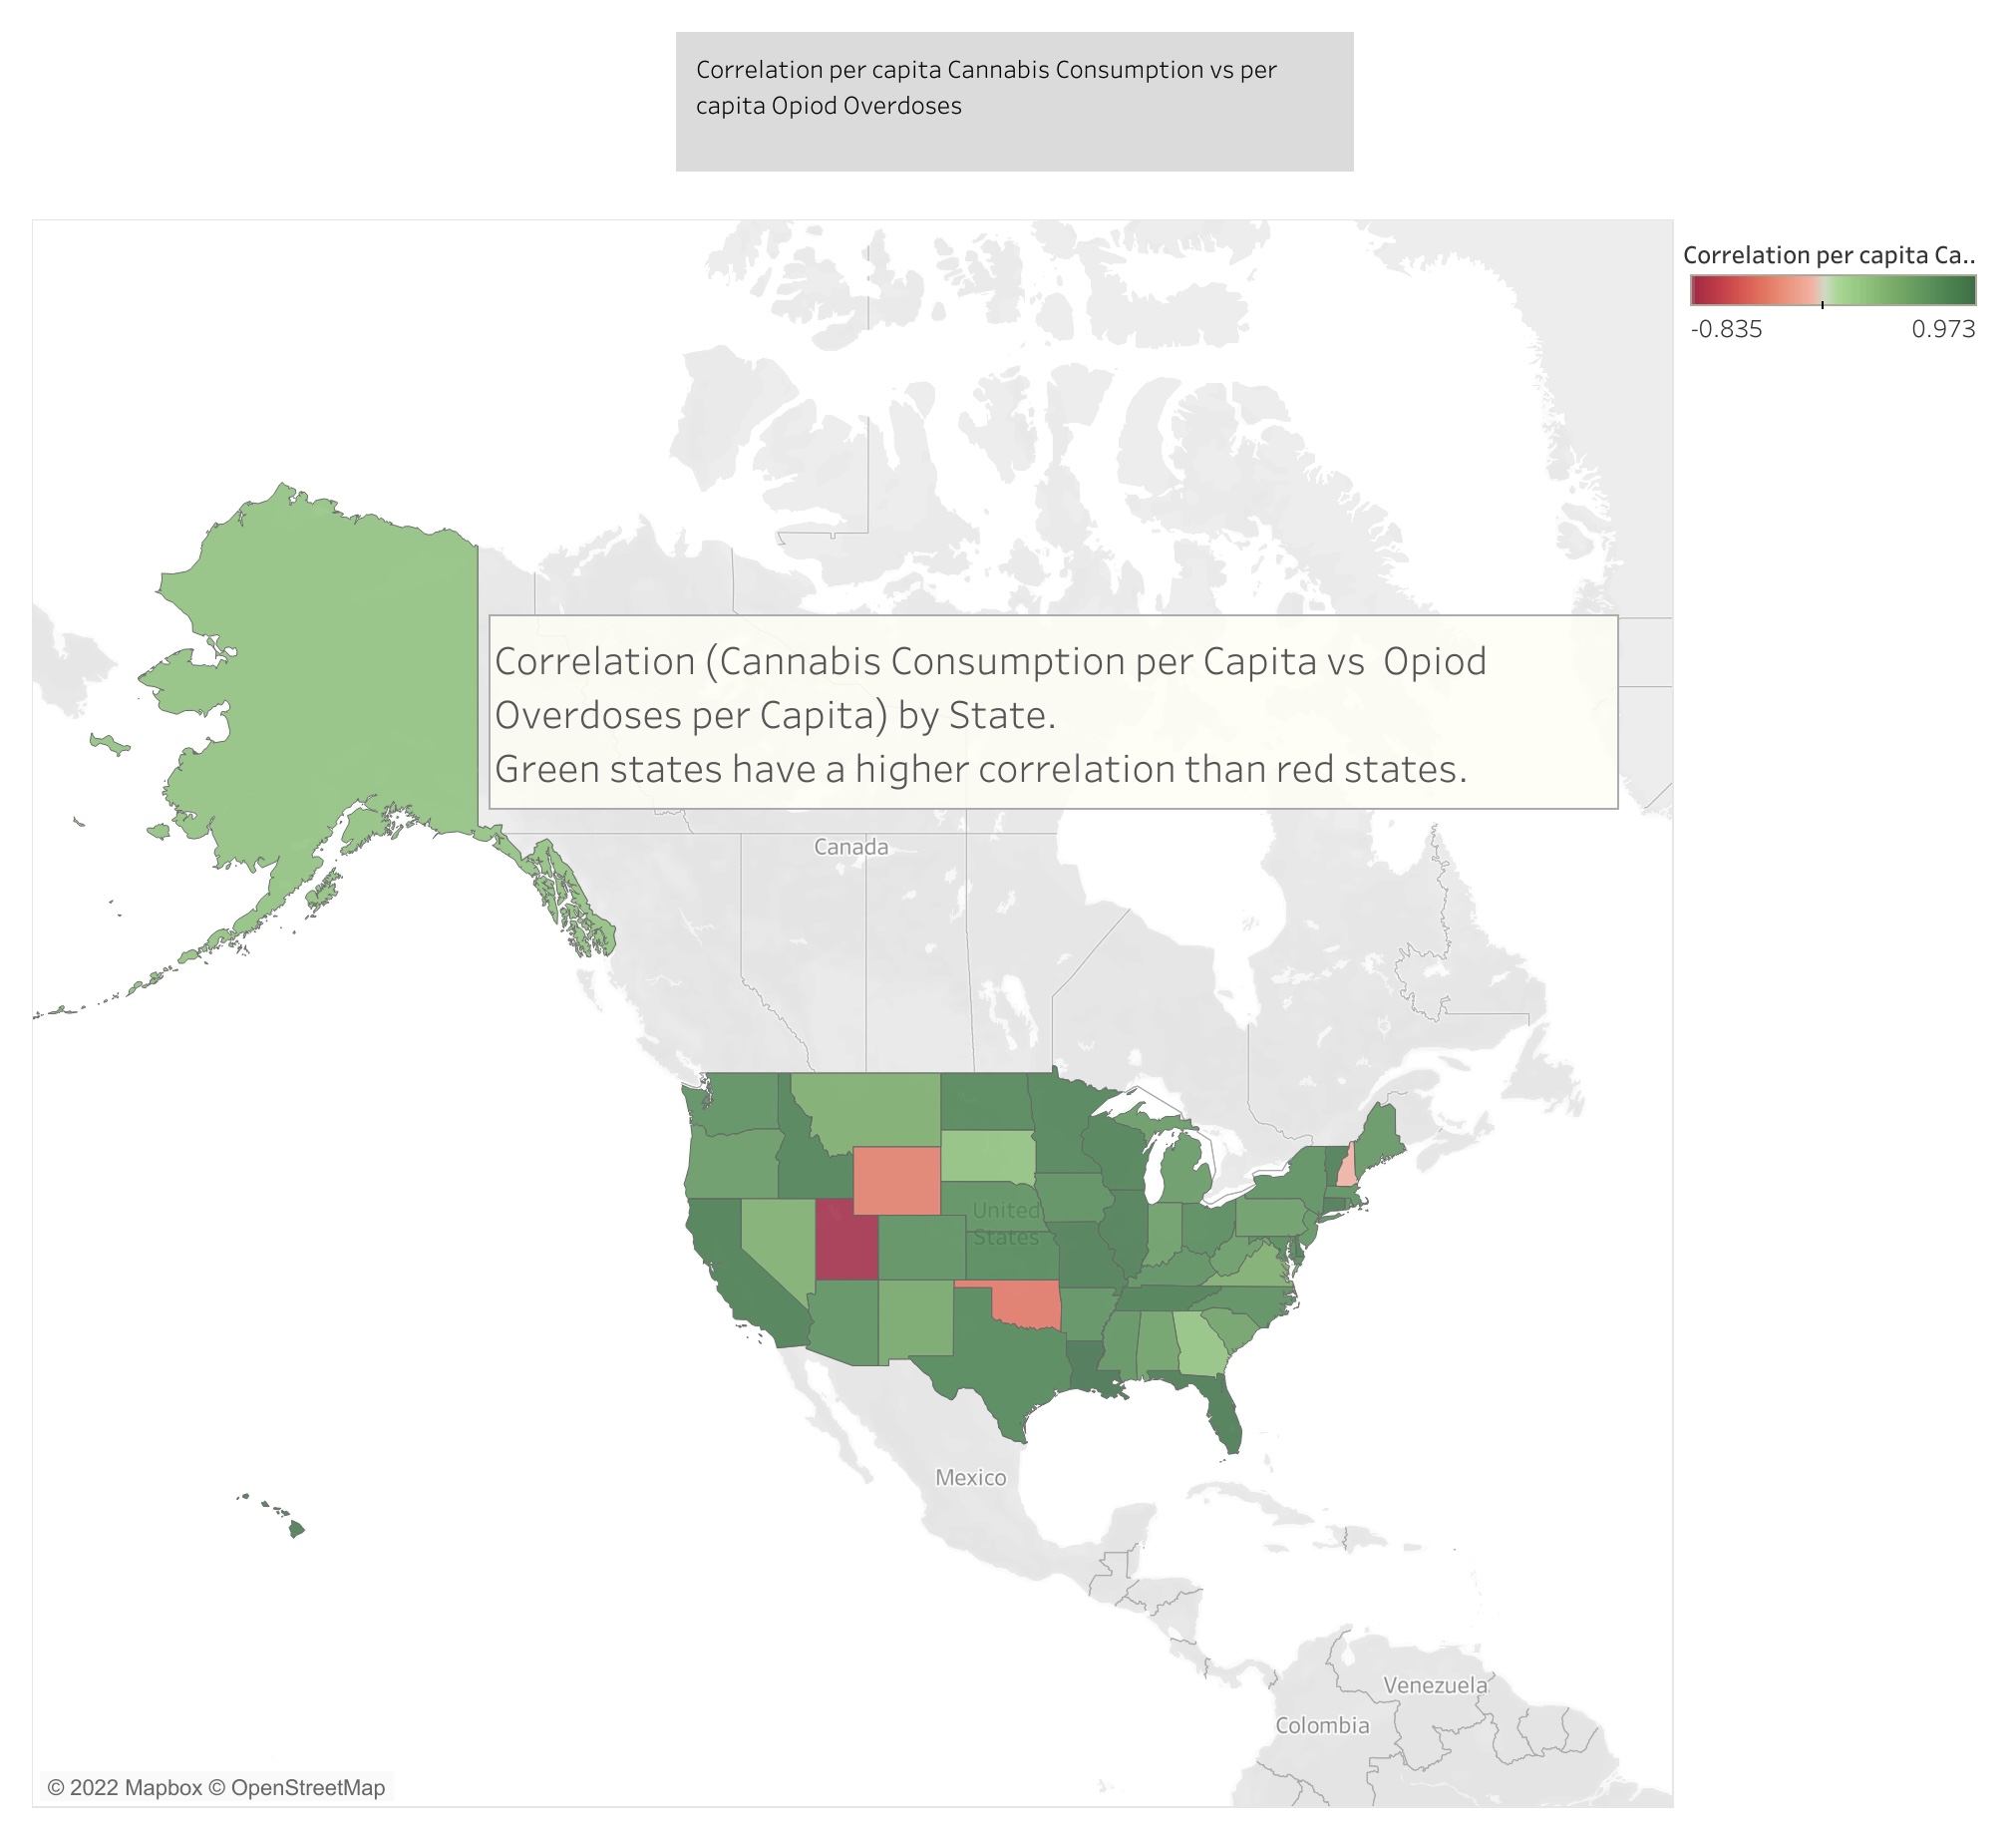 Correlation per capita Cannabis Consumption vs per
capita Opiod Overdoses
Correlation per capita Ca..
-0.835 0.973
Correlation (Cannabis Consumption per Capita vs  Opiod
Overdoses per Capita) by State.
Green states have a higher correlation than red states.
Canada
United
States
Mexico
Venezuela
Colombia
© 2022 Mapbox © OpenStreetMap